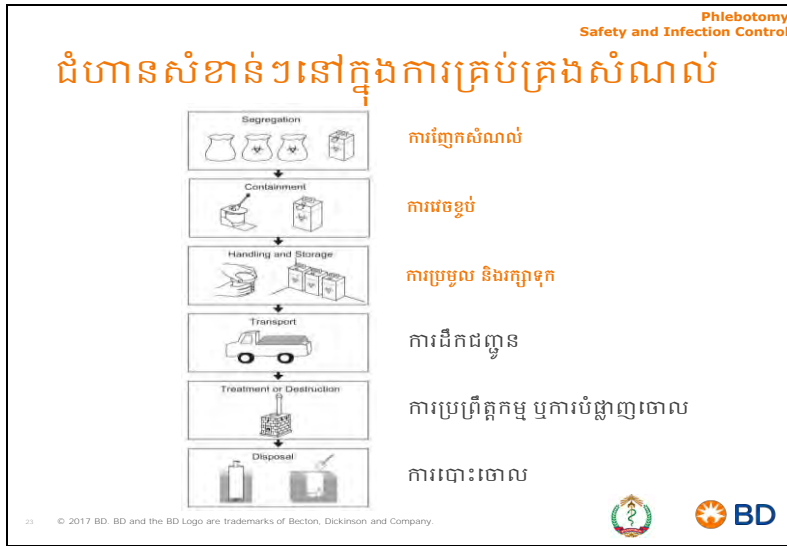 Phlebotomy
Safety and Infection Control
ជំហានសំខាន់ៗនៅក្នុងការគ្រប់គ្រងសំណល់
Segregation
ការញែកសំណល់
Containment
ការវេចខ្ចប់
Handling and Storage
ការប្រមូល និងរក្សាទុក
Transport
ការដឹកជញ្ជូន
Treatment or Destruction
ការប្រព្រឹត្តកម្ម ឬការបំផ្លាញចោល
Disposal
ការបោះចោល
23 © 2017 BD. BD and the BD Logo are trademarks of Becton, Dickinson and Company.
BD